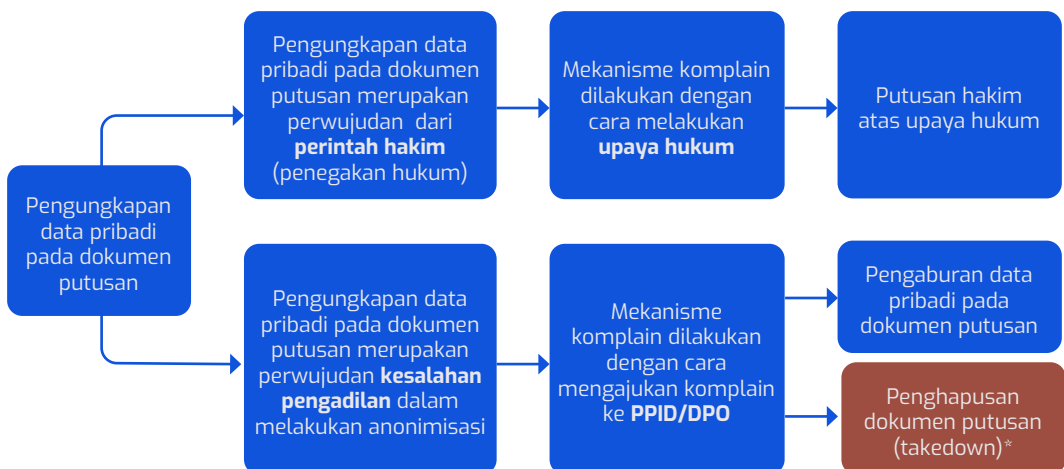 Pengungkapan data
pribadi pada dokumen
putusan merupakan
perwujudan dari
perintah hakim
(penegakan hukum)
Mekanisme komplain
dilakukan dengan
cara melakukan
upaya hukum
Putusan hakim
atas upaya hukum
Pengungkapan
data pribadi
pada dokumen
putusan
Pengungkapan data
pribadi pada dokumen
putusan merupakan
perwujudan kesalahan
pengadilan dalam
melakukan anonimisasi
Mekanisme
komplain dilakukan
dengan cara
mengajukan komplain
ke PPID/DPO
Pengaburan data
pribadi pada
dokumen putusan
Penghapusan
dokumen putusan
(takedown)*